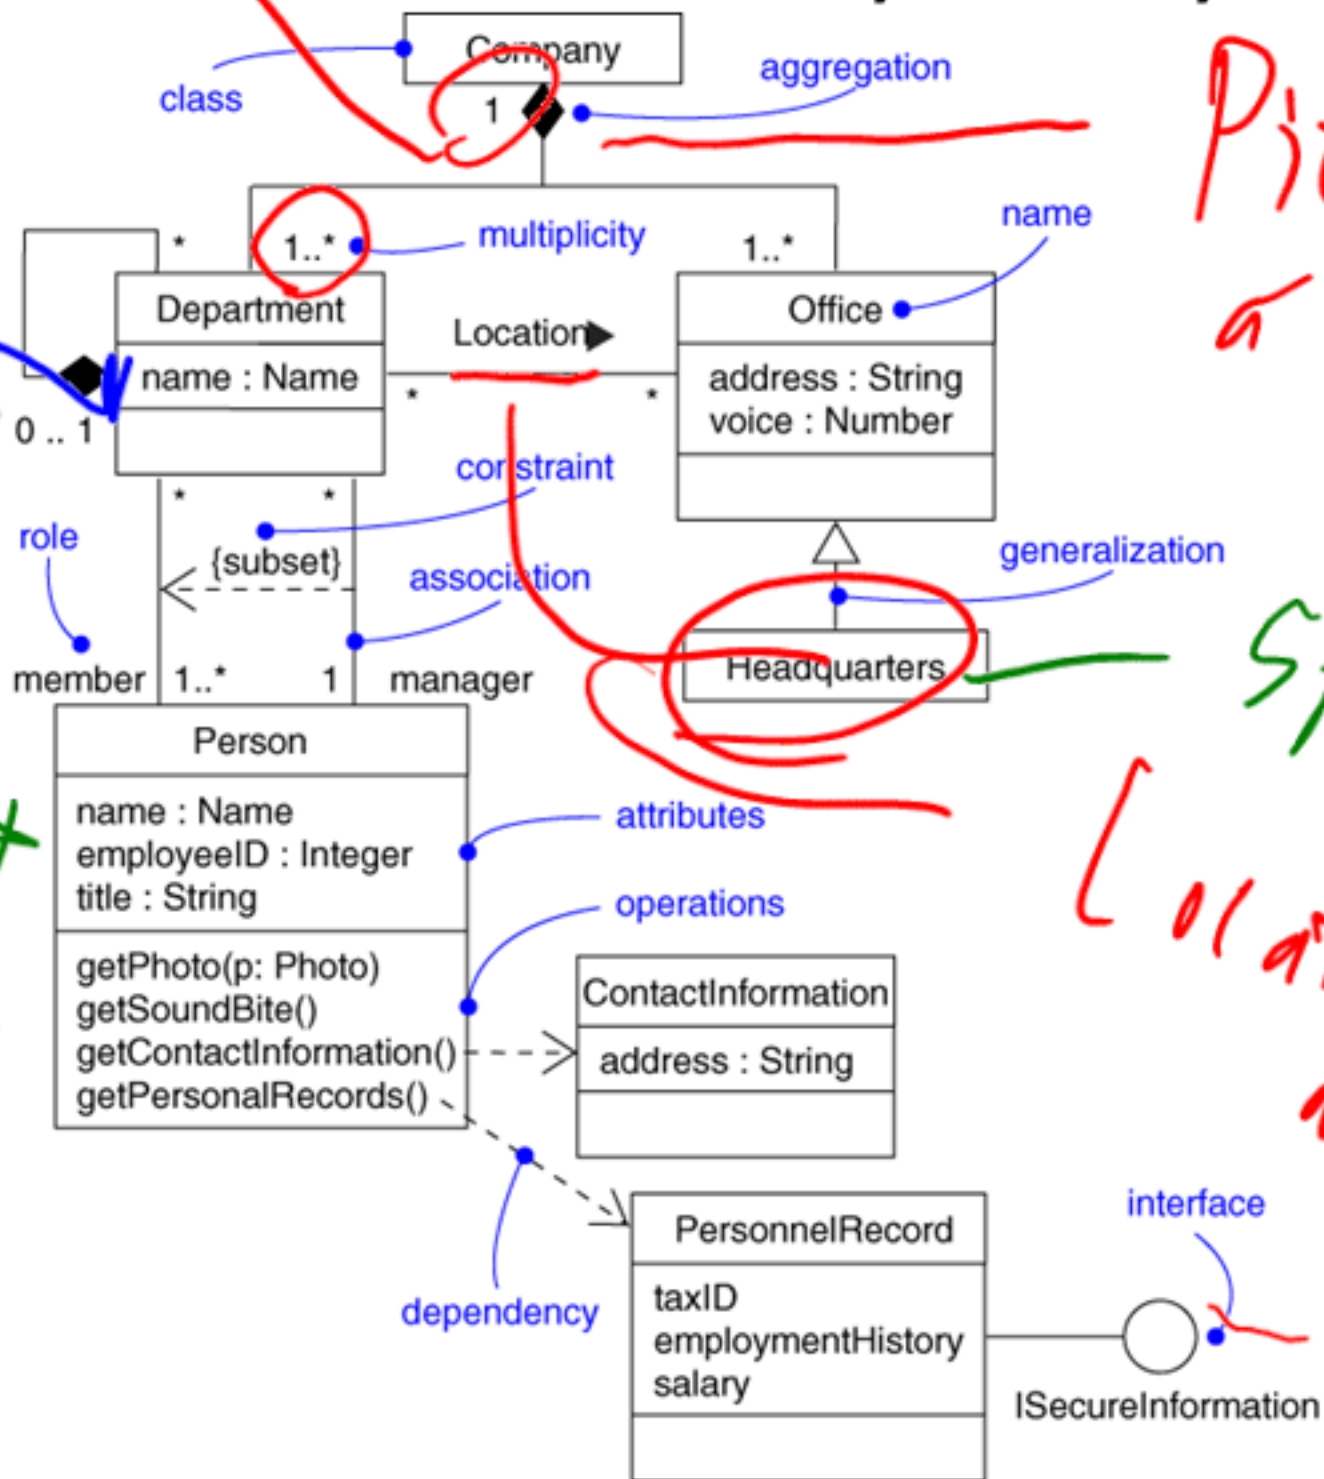 Company
class
1
aggregation
name
*
1..*
multiplicity
1..*
Department
Location
Office
name : Name
*
*
address : String
voice : Number
0 .. 1
constraint
*
*
role
{subset}
association
generalization
member
1..*
1
manager
Headquarters
Person
name : Name
employeeID : Integer
title : String
attributes
operations
getPhoto(p: Photo)
getSoundBite()
getContactInformation()
getPersonalRecords()
ContactInformation
address : String
dependency
PersonnelRecord
taxID
employmentHistory
salary
interface
ISecureInformation